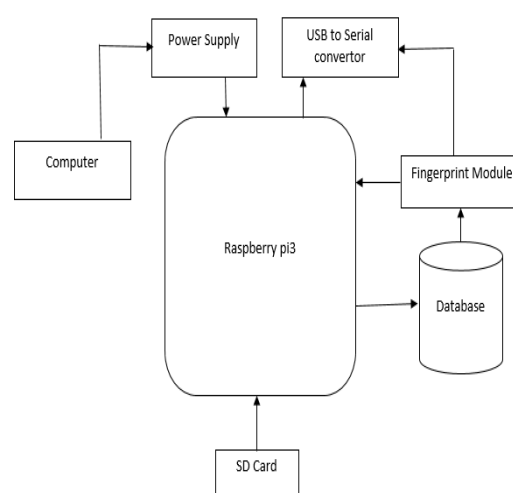 Power Supply
USB to Serial
convertor
Computer
Fingerprint Module
Raspberry pi3
Database
SD Card